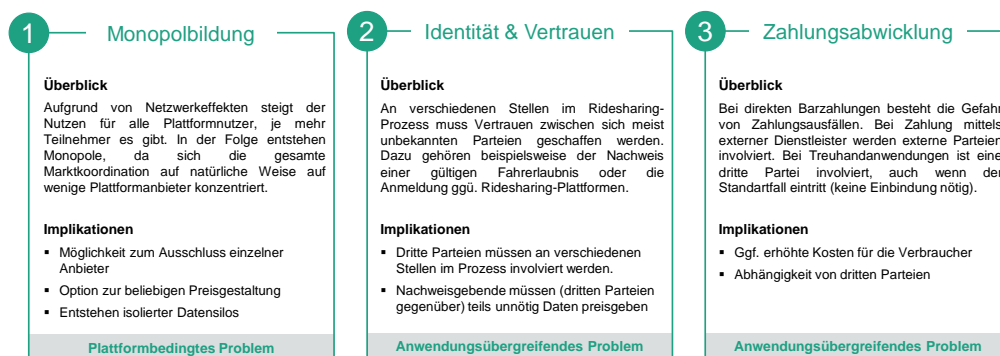 1 Monopolbildung
Überblick
Aufgrund von Netzwerkeffekten steigt der
Nutzen für alle Plattformnutzer, je mehr
Teilnehmer es gibt. In der Folge entstehen
Monopole, da sich die gesamte
Marktkoordination auf natürliche Weise auf
wenige Plattformanbieter konzentriert.
Implikationen
▪ Möglichkeit zum Ausschluss einzelner
Anbieter
▪ Option zur beliebigen Preisgestaltung
▪ Entstehen isolierter Datensilos
Plattformbedingtes Problem
2 Identität & Vertrauen
Überblick
An verschiedenen Stellen im Ridesharing-
Prozess muss Vertrauen zwischen sich meist
unbekannten Parteien geschaffen werden.
Dazu gehören beispielsweise der Nachweis
einer gültigen Fahrerlaubnis oder die
Anmeldung ggü. Ridesharing-Plattformen.
Implikationen
▪ Dritte Parteien müssen an verschiedenen
Stellen im Prozess involviert werden.
▪ Nachweisgebende müssen (dritten Parteien
gegenüber) teils unnötig Daten preisgeben
Anwendungsübergreifendes Problem
3 Zahlungsabwicklung
Überblick
Bei direkten Barzahlungen besteht die Gefahr
von Zahlungsausfällen. Bei Zahlung mittels
externer Dienstleister werden externe Parteien
involviert. Bei Treuhandanwendungen ist eine
dritte Partei involviert, auch wenn der
Standartfall eintritt (keine Einbindung nötig).
Implikationen
▪ Ggf. erhöhte Kosten für die Verbraucher
▪ Abhängigkeit von dritten Parteien
Anwendungsübergreifendes Problem